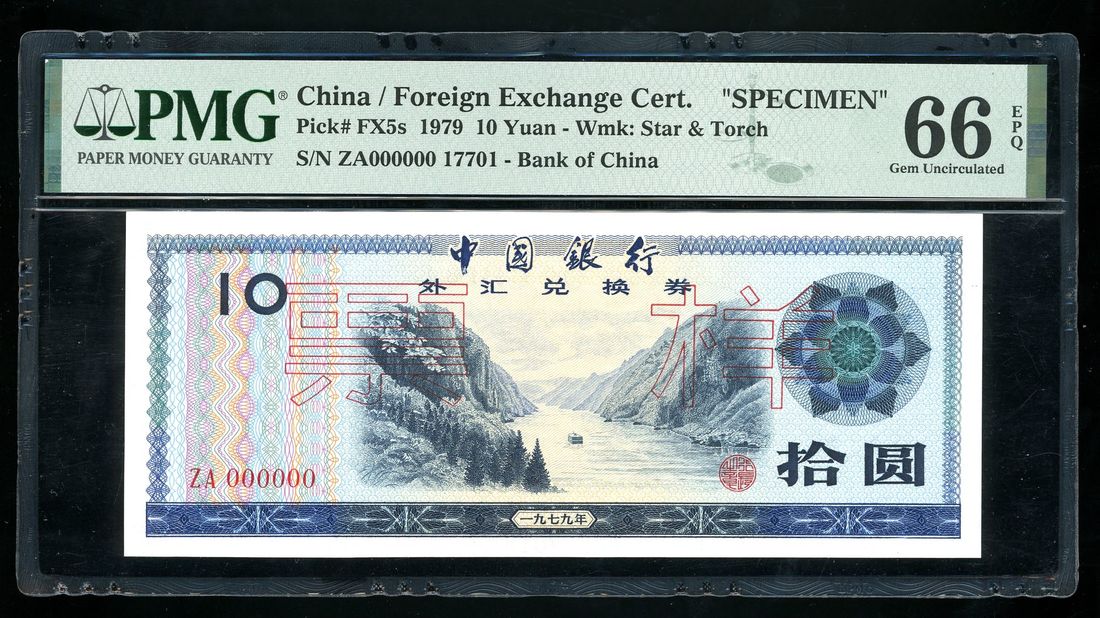 PMG®
PAPER MONEY GUARANTY
China / Foreign Exchange Cert. "SPECIMEN"
Pick# FX5s 1979 10 Yuan - Wmk: Star & Torch
S/N ZA000000 17701 - Bank of China
66
EPQ
Gem Uncirculated
中國銀行
外汇兑换券
10
票样
ZA 000000
拾圆
一九七九年